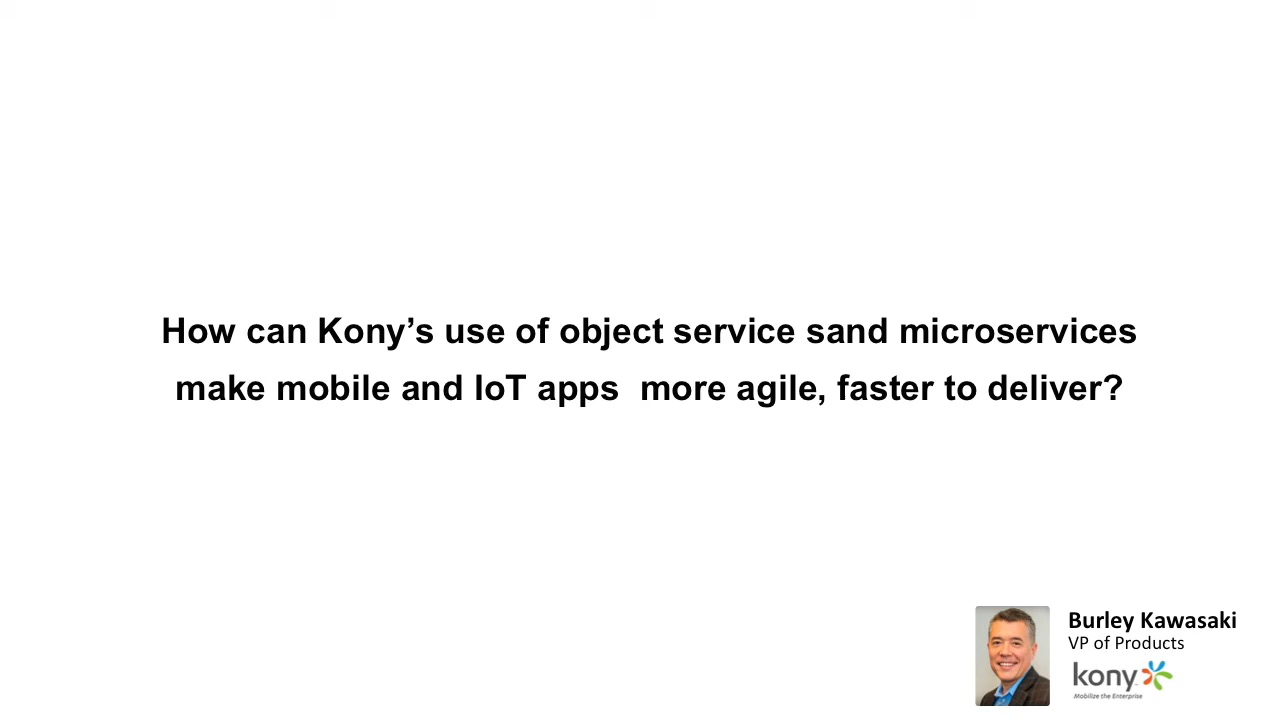 How can Kony’s use of object service sand microservices
make mobile and IoT apps  more agile, faster to deliver?
Burley Kawasaki
VP of Products
kony
Mobilize the Enterprise